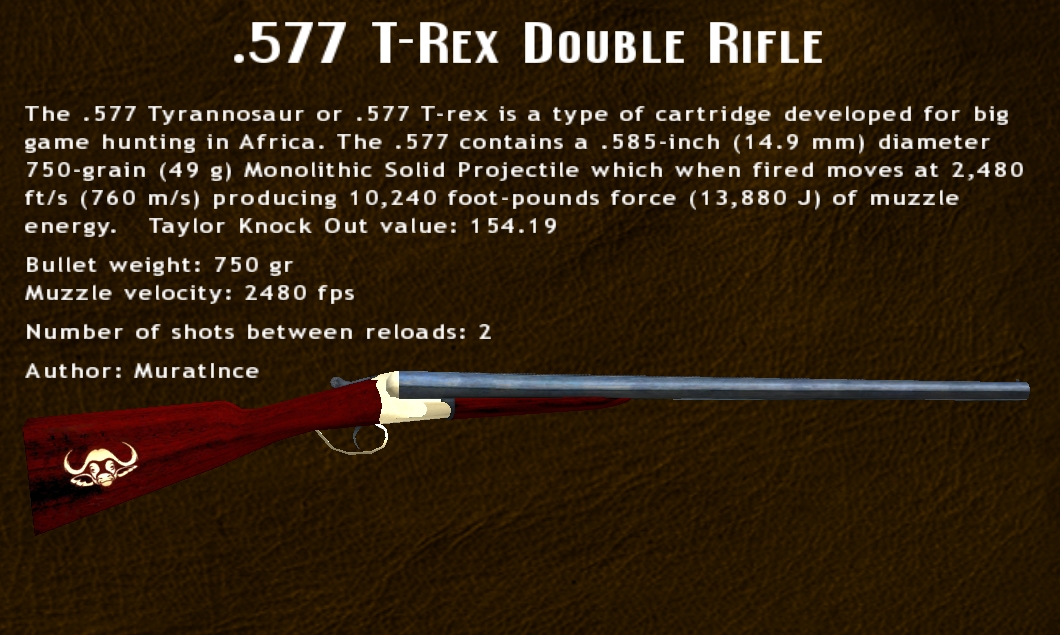 .577 T-Rex Double Rifle
The .577 Tyrannosaur or .577 T-rex is a type of cartridge developed for big
game hunting in Africa. The .577 contains a .585-inch (14.9 mm) diameter
750-grain (49 g) Monolithic Solid Projectile which when fired moves at 2,480
ft/s (760 m/s) producing 10,240 foot-pounds force (13,880 J) of muzzle
energy. Taylor Knock Out value: 154.19
Bullet weight: 750 gr
Muzzle velocity: 2480 fps
Number of shots between reloads: 2
Author: MuratInce